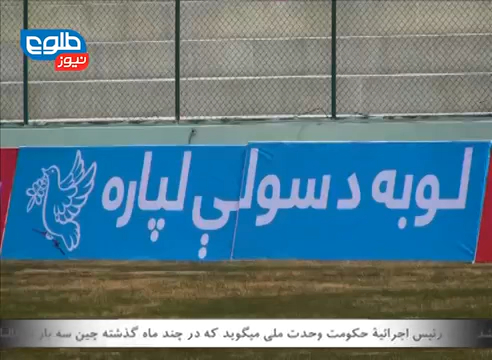 طلوع
نیوز
لوبه د سولې لپاره
رئیس اجرائیهٔ حکومت وحدت ملی میگوید که در چند ماه گذشته چین سه بار